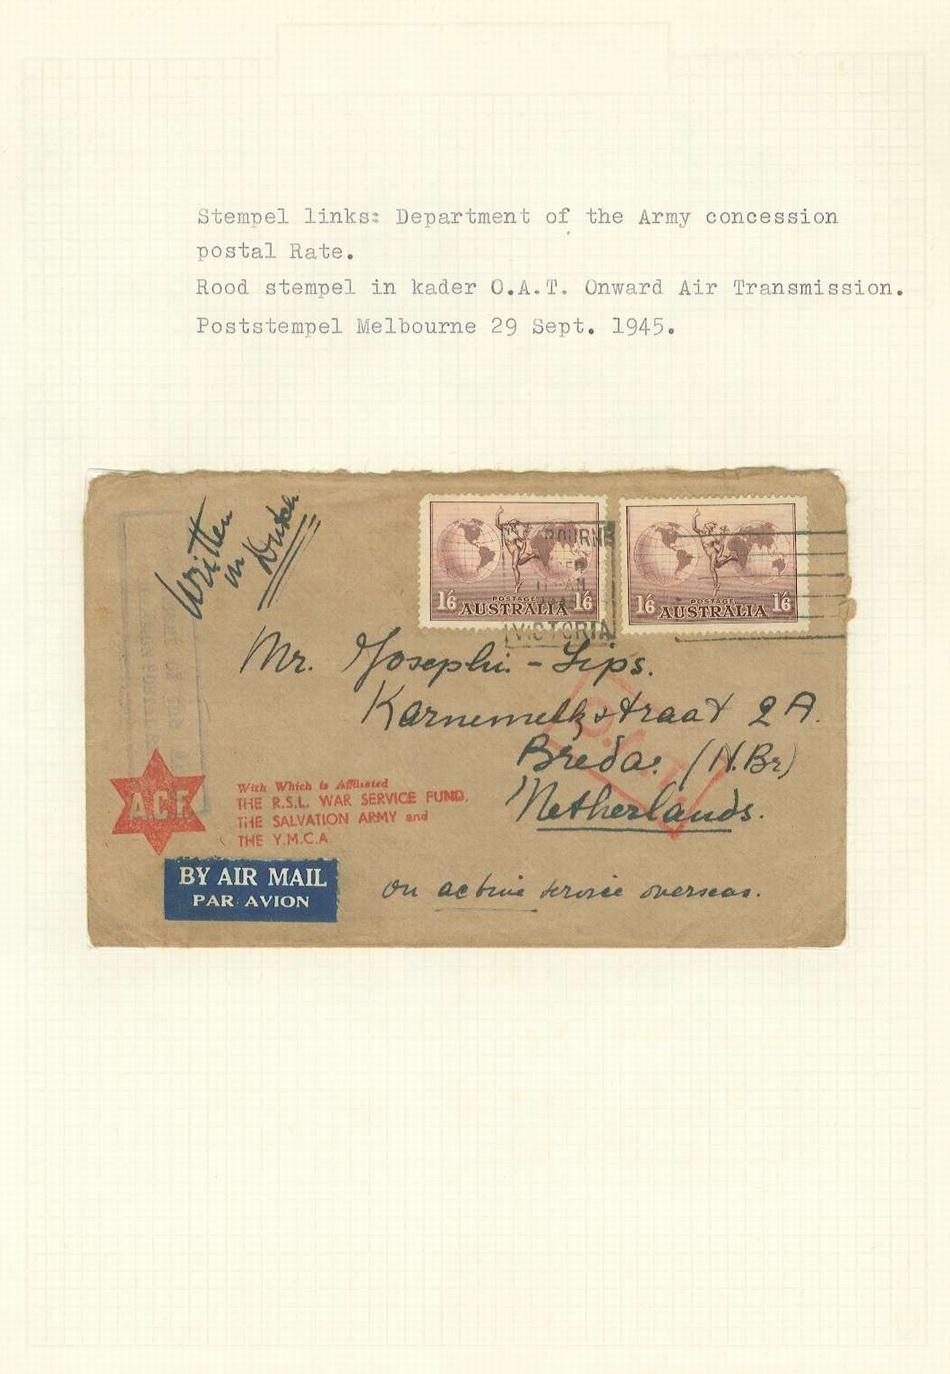 Stempel links: Department of the Army concession
postal Rate.
Rood stempel in kader O.A.T. Onward Air Transmission.
Poststempel Melbourne 29 Sept. 1945.
Written
in Dutch
POSTAGE
1/6 AUSTRALIA 1/6
POSTAGE
1/6 AUSTRALIA 1/6
BOURNE
VICTORIA
Mr. Josephi - Lips.
Karnemelkstraat 2A.
Breda. (N.Br)
Netherlands.
O.A.T.
ACF
With Which is Affiliated
THE R.S.L. WAR SERVICE FUND,
THE SALVATION ARMY and
THE Y.M.C.A.
BY AIR MAIL
PAR AVION
on active service overseas.